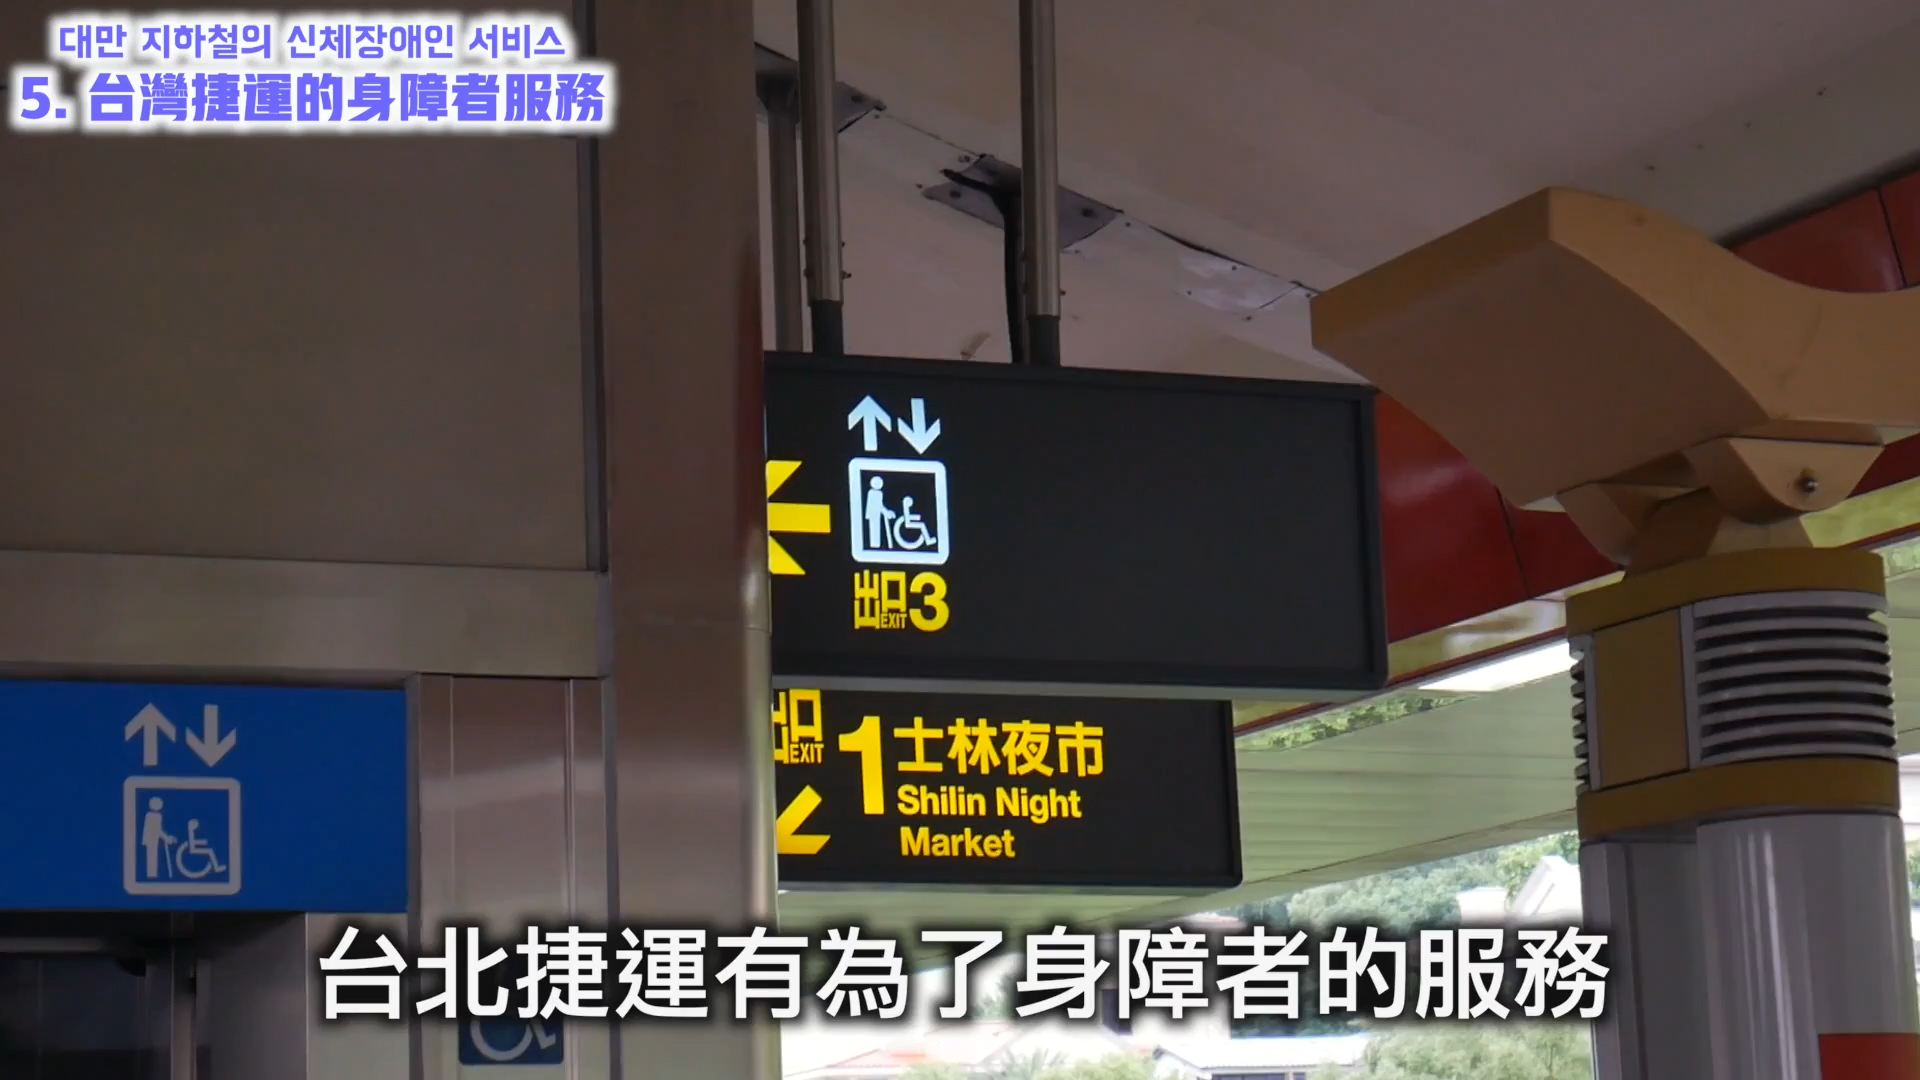 대만 지하철의 신체장애인 서비스
5. 台灣捷運的身障者服務
出口 EXIT 3
出口 EXIT 1 士林夜市
Shilin Night
Market
台北捷運有為了身障者的服務